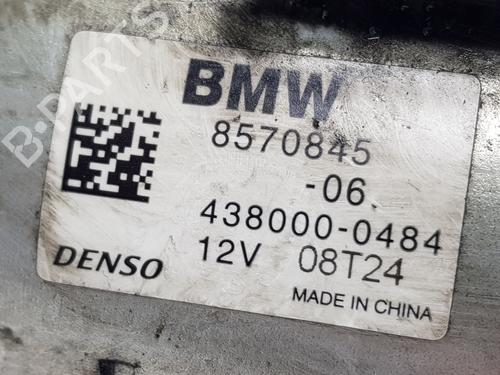 BMW
8570845
-06
438000-0484
DENSO
12V 08T24
MADE IN CHINA
B-PARTS